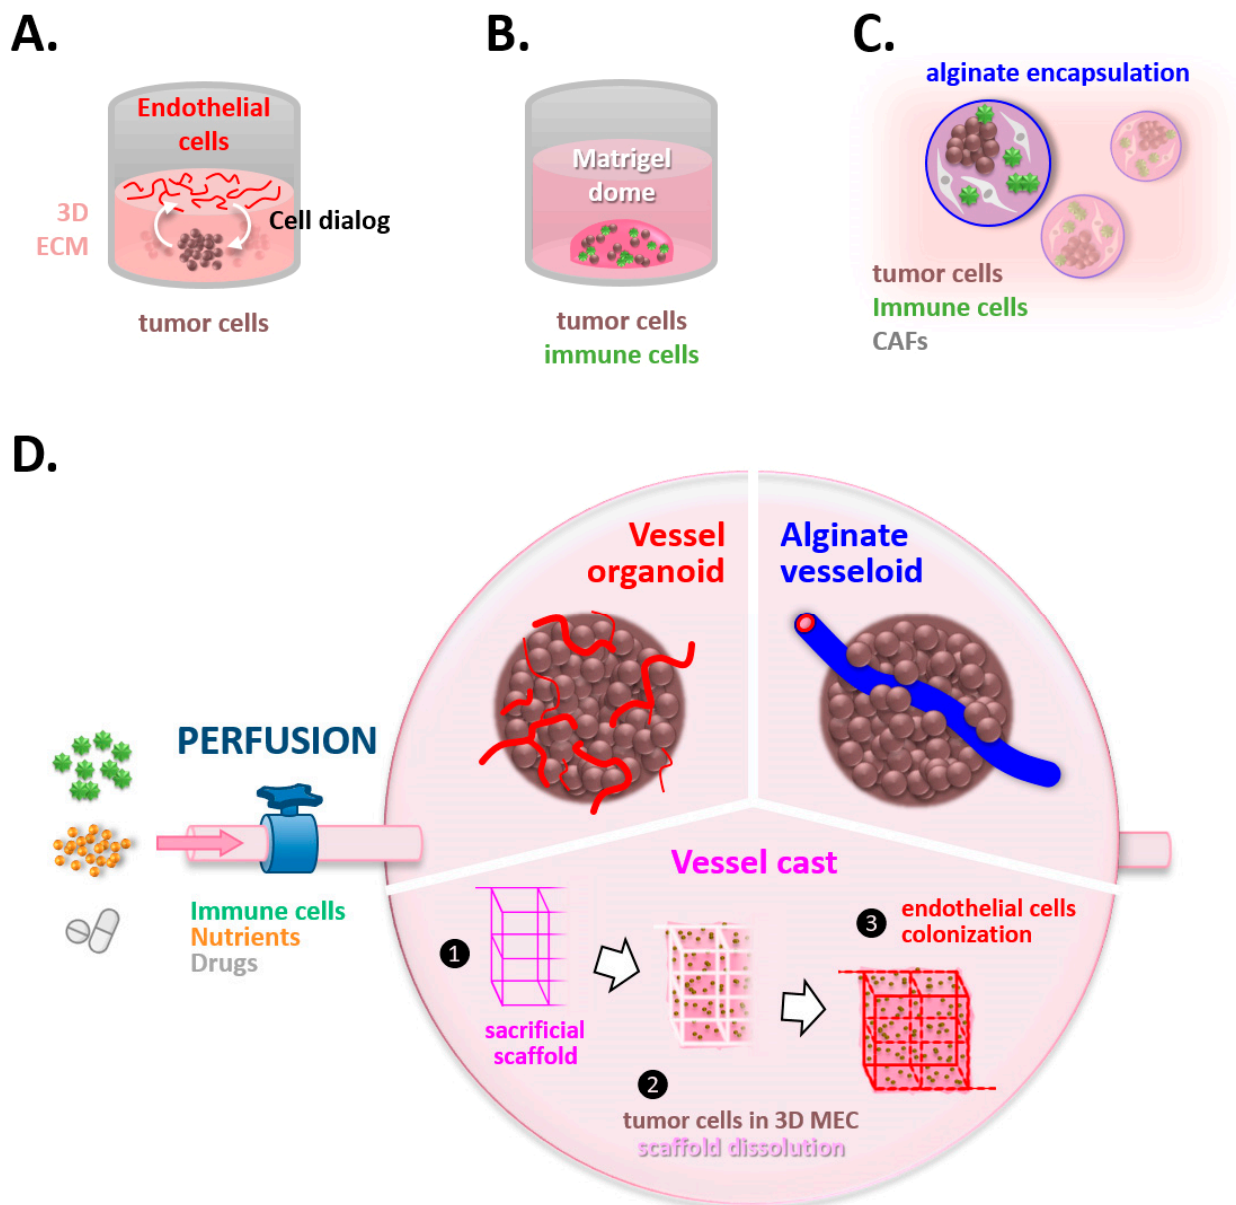 A.
Endothelial
cells
3D
ECM
Cell dialog
tumor cells
B.
Matrigel
dome
tumor cells
immune cells
C.
alginate encapsulation
tumor cells
Immune cells
CAFs
D.
Vessel
organoid
Alginate
vesseloid
PERFUSION
Immune cells
Nutrients
Drugs
Vessel cast
1
sacrificial
scaffold
2
tumor cells in 3D MEC
scaffold dissolution
3
endothelial cells
colonization